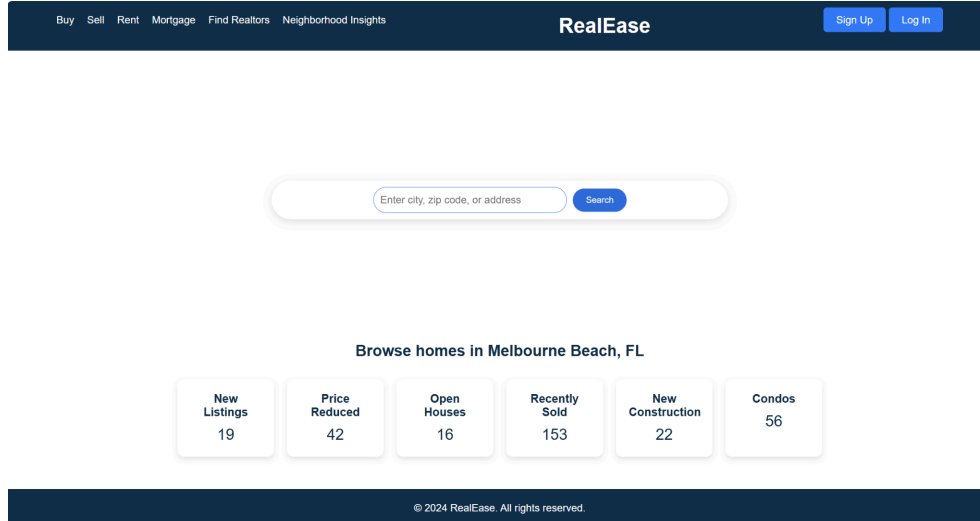 Buy Sell Rent Mortgage Find Realtors Neighborhood Insights
RealEase
Sign Up Log In
Enter city, zip code, or address
Search
Browse homes in Melbourne Beach, FL
New
Listings
19
Price
Reduced
42
Open
Houses
16
Recently
Sold
153
New
Construction
22
Condos
56
© 2024 RealEase. All rights reserved.